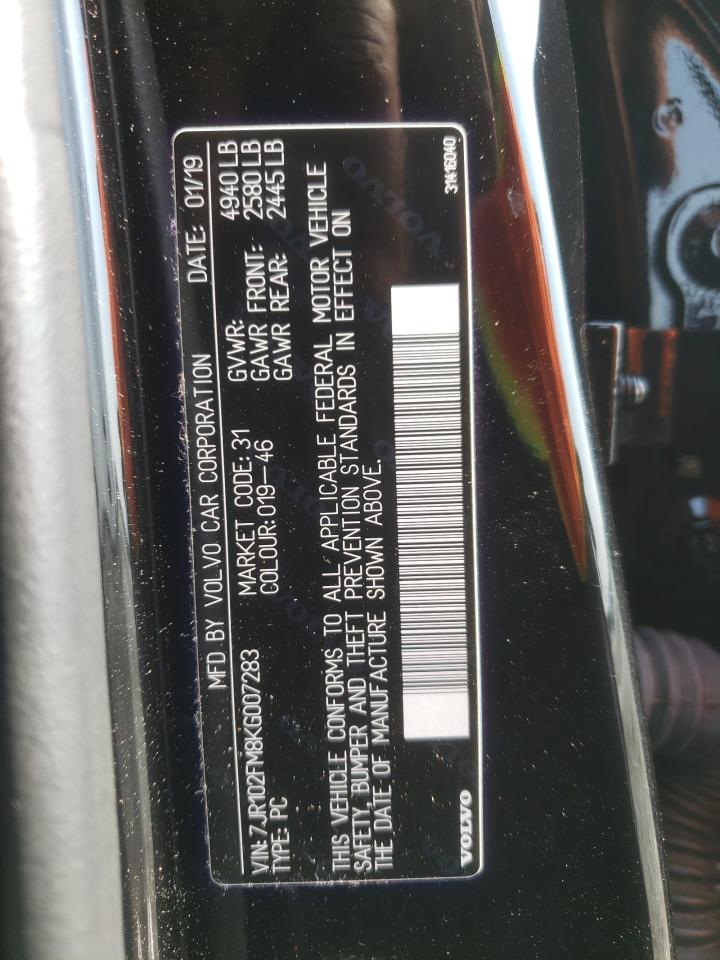 MFD BY VOLVO CAR CORPORATION DATE: 01/19
VIN: 7JR102FM8KG007283 MARKET CODE: 31 GVWR: 4940 LB
TYPE: PC COLOUR: 019-46 GAWR FRONT: 2580 LB
GAWR REAR: 2445 LB
THIS VEHICLE CONFORMS TO ALL APPLICABLE FEDERAL MOTOR VEHICLE
SAFETY, BUMPER AND THEFT PREVENTION STANDARDS IN EFFECT ON
THE DATE OF MANUFACTURE SHOWN ABOVE.
VOLVO 31416040